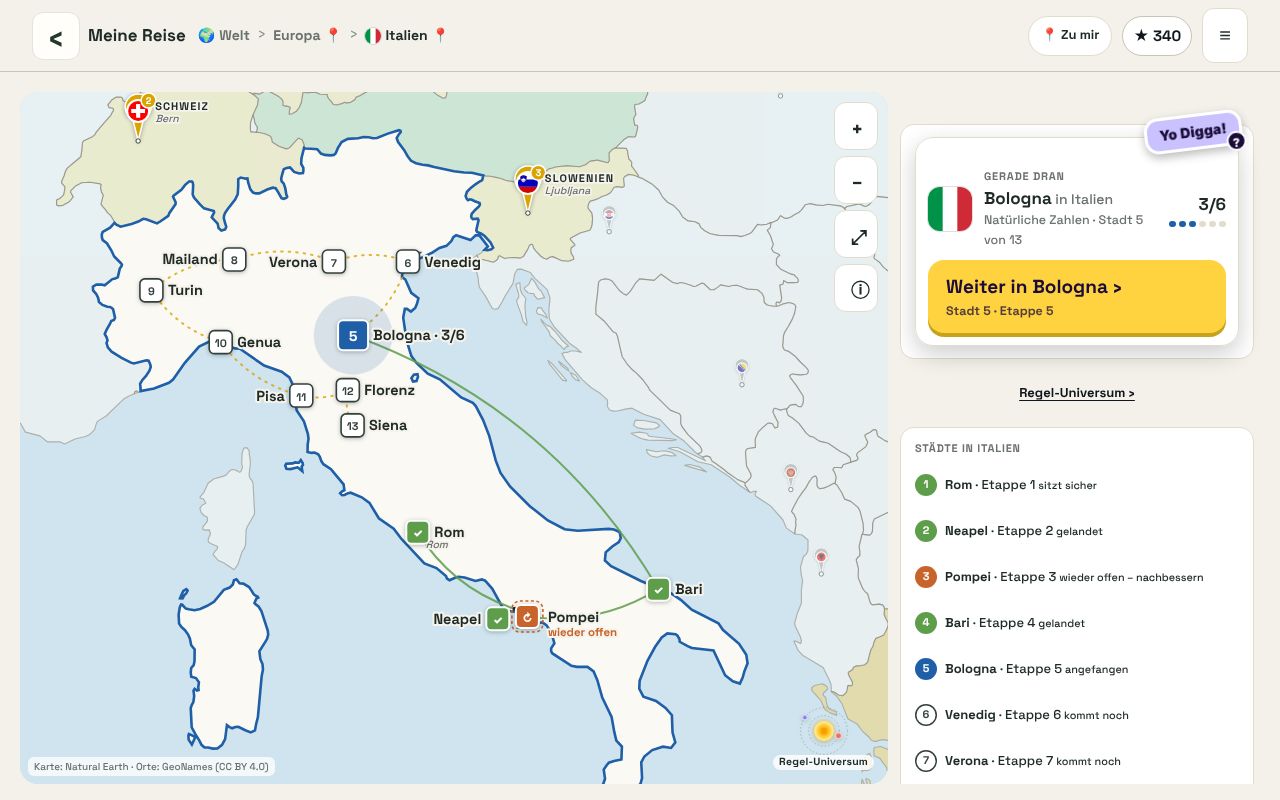 <
Meine Reise
Welt > Europa > Italien
Zu mir
★ 340
≡
SCHWEIZ
Bern
2
SLOWENIEN
Ljubljana
3
+
−
Mailand 8
Verona 7
6 Venedig
9 Turin
10 Genua
5 Bologna · 3/6
Pisa 11
12 Florenz
13 Siena
Rom
Rom
Bari
Neapel
Pompei
wieder offen
Karte: Natural Earth · Orte: GeoNames (CC BY 4.0)
Regel-Universum
Yo Digga!
?
GERADE DRAN
Bologna in Italien
Natürliche Zahlen · Stadt 5
von 13
3/6
Weiter in Bologna >
Stadt 5 · Etappe 5
Regel-Universum >
STÄDTE IN ITALIEN
1 Rom · Etappe 1 sitzt sicher
2 Neapel · Etappe 2 gelandet
3 Pompei · Etappe 3 wieder offen – nachbessern
4 Bari · Etappe 4 gelandet
5 Bologna · Etappe 5 angefangen
6 Venedig · Etappe 6 kommt noch
7 Verona · Etappe 7 kommt noch